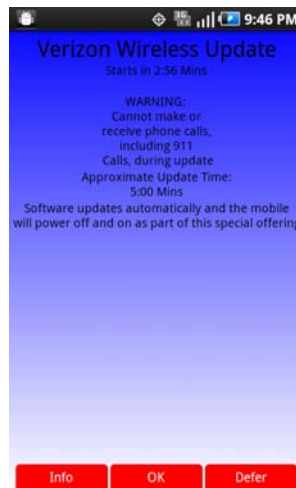 3G
9:46 PM
Verizon Wireless Update
Starts in 2:56 Mins
WARNING:
Cannot make or
receive phone calls,
including 911
Calls, during update
Approximate Update Time:
5:00 Mins
Software updates automatically and the mobile
will power off and on as part of this special offering
Info
OK
Defer